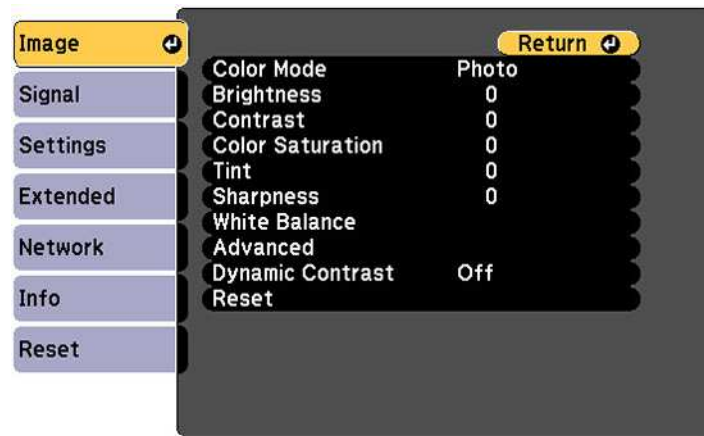 Image
Signal
Settings
Extended
Network
Info
Reset
Return
Color Mode Photo
Brightness 0
Contrast 0
Color Saturation 0
Tint 0
Sharpness 0
White Balance
Advanced
Dynamic Contrast Off
Reset